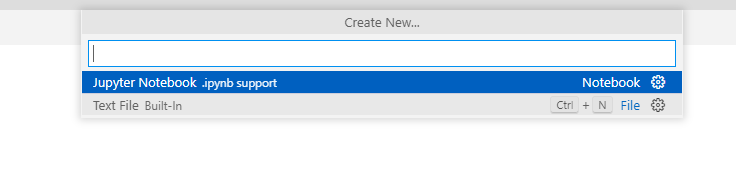 Create New...
Jupyter Notebook .ipynb support Notebook
Text File Built-In Ctrl + N File